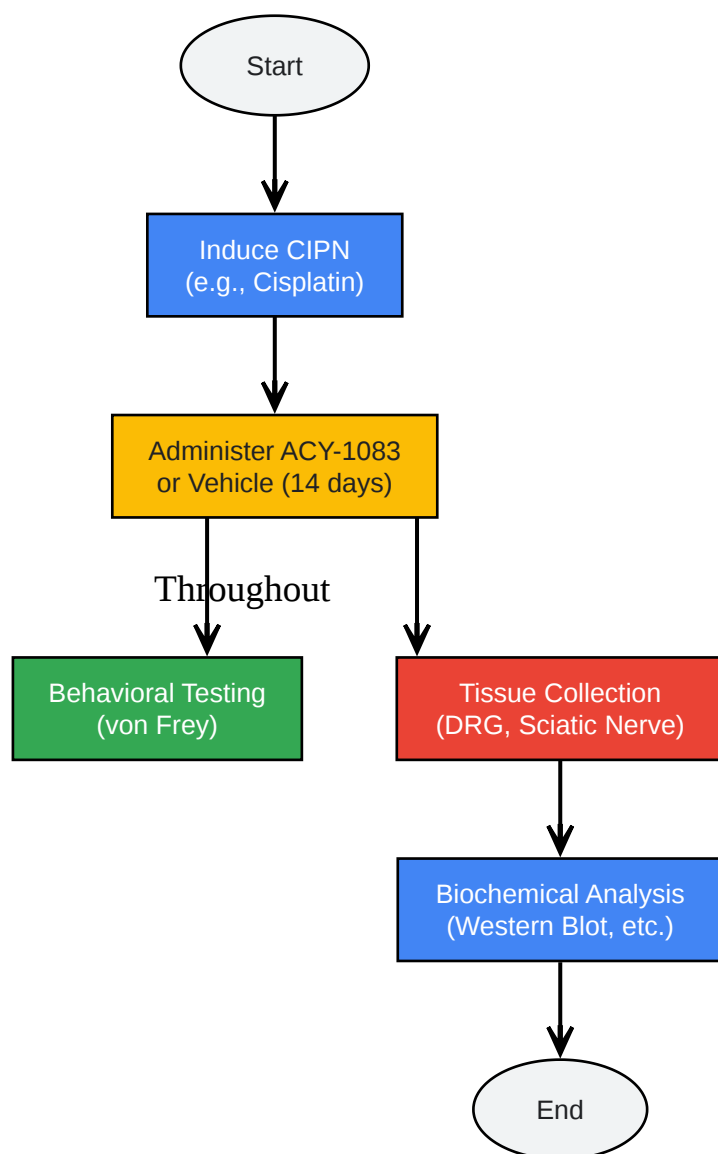 Start
Induce CIPN
(e.g., Cisplatin)
Administer ACY-1083
or Vehicle (14 days)
Throughout
Behavioral Testing
(von Frey)
Tissue Collection
(DRG, Sciatic Nerve)
Biochemical Analysis
(Western Blot, etc.)
End